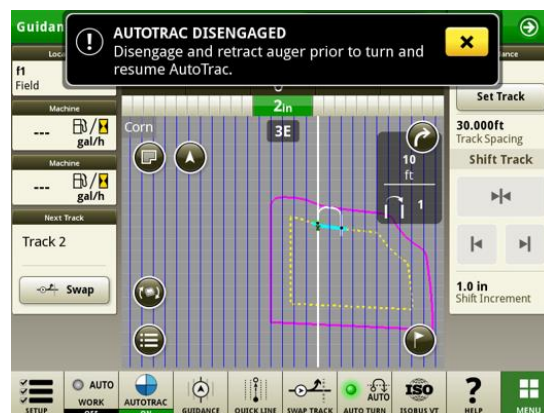 Guidan
AUTOTRAC DISENGAGED
Disengage and retract auger prior to turn and
resume AutoTrac.
f1
Field
Machine
--- gal/h
Machine
--- gal/h
Next Track
Track 2
Swap
2in
Corn
3E
10
ft
1
Set Track
30.000ft
Track Spacing
Shift Track
1.0 in
Shift Increment
SETUP
AUTO
WORK
OFF
AUTOTRAC
ON
GUIDANCE
QUICK LINE
SWAP TRACK
AUTO
AUTO TURN
ISO
ISOBUS VT
?
HELP
MENU